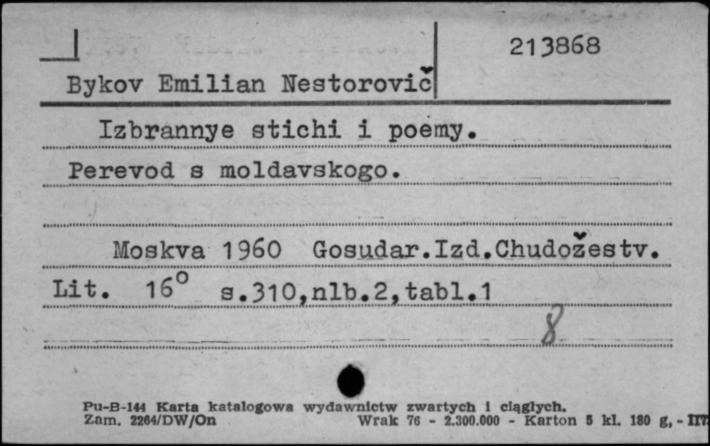 213868
Bykov Emilian Nestorovič
Izbrannye stichi i poemy.
Perevod s moldavskogo.
Moskva 1960 Gosudar.Izd.Chudožestv.
Lit. 16° s.310,nlb.2,tabl.1
8
Pu-B-144 Karta katalogowa wydawnictw zwartych i ciągłych.
Zam. 2264/DW/On Wrak 76 - 2.300.000 - Karton 5 kl. 180 g, -